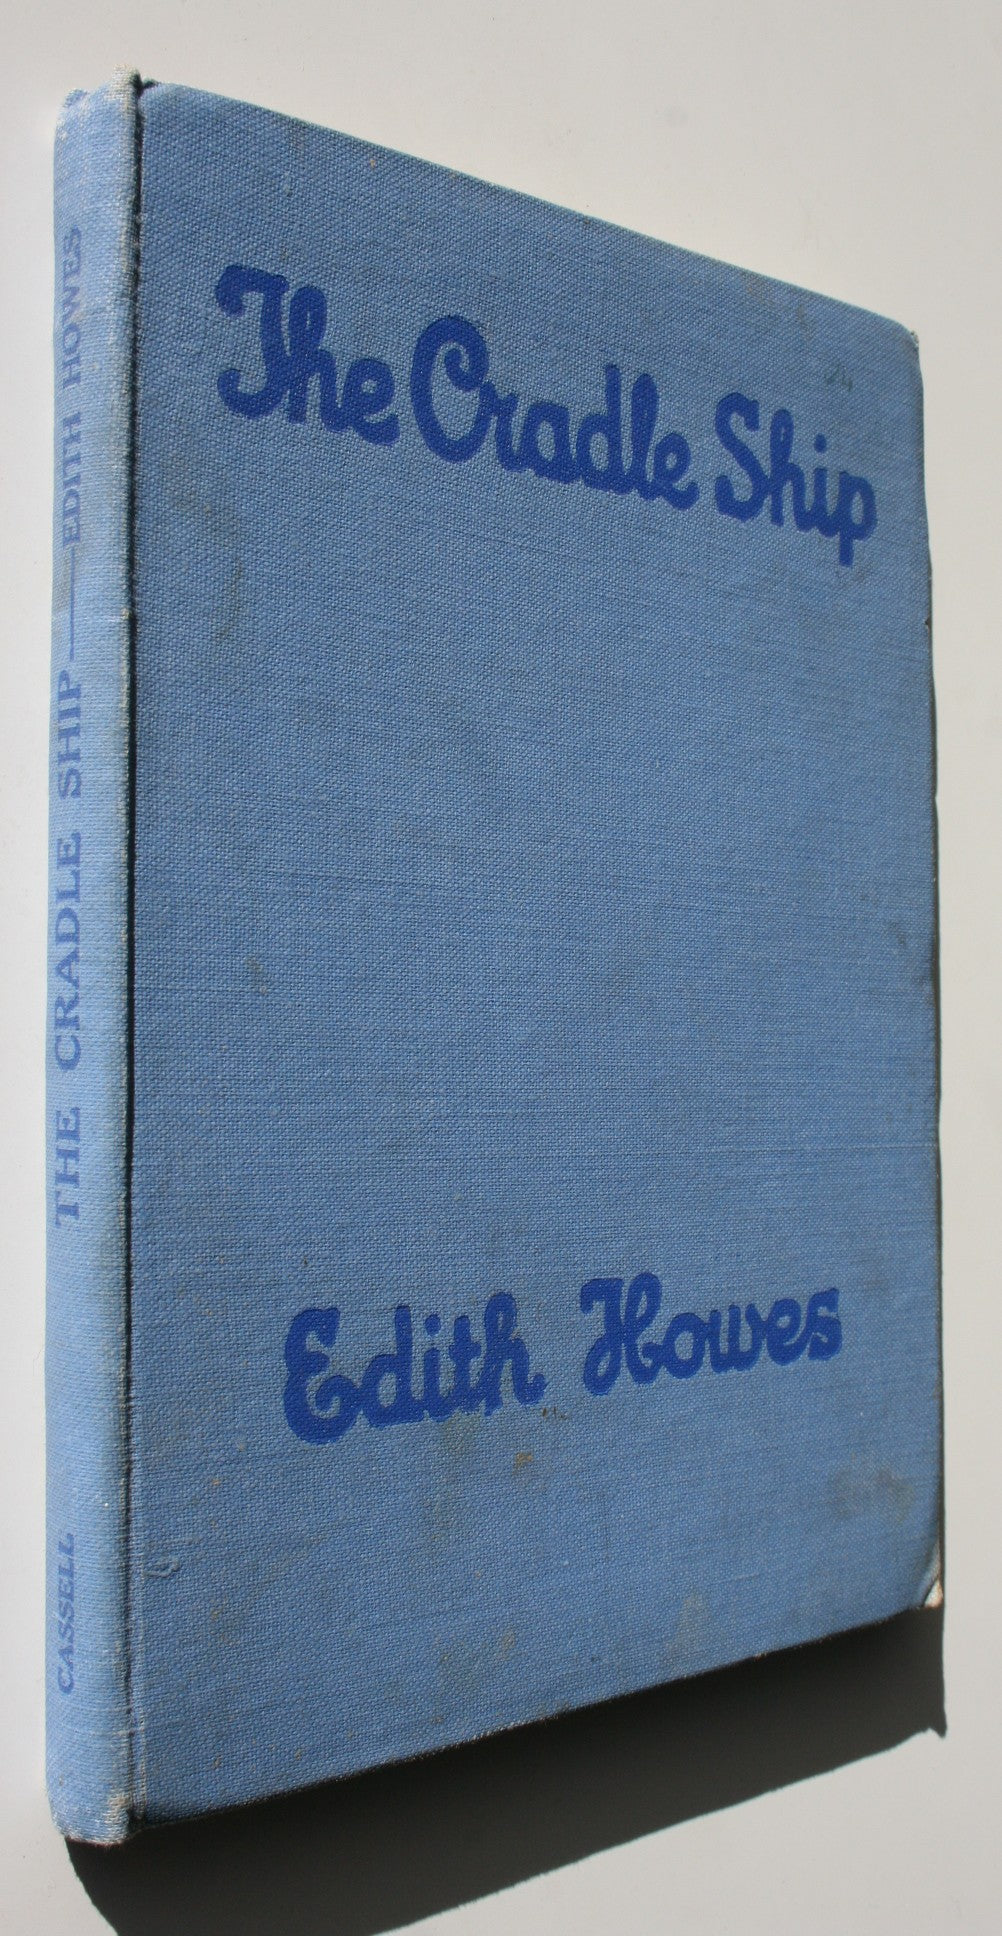 The Cradle Ship
Edith Howes
THE CRADLE SHIP — EDITH HOWES
CASSELL